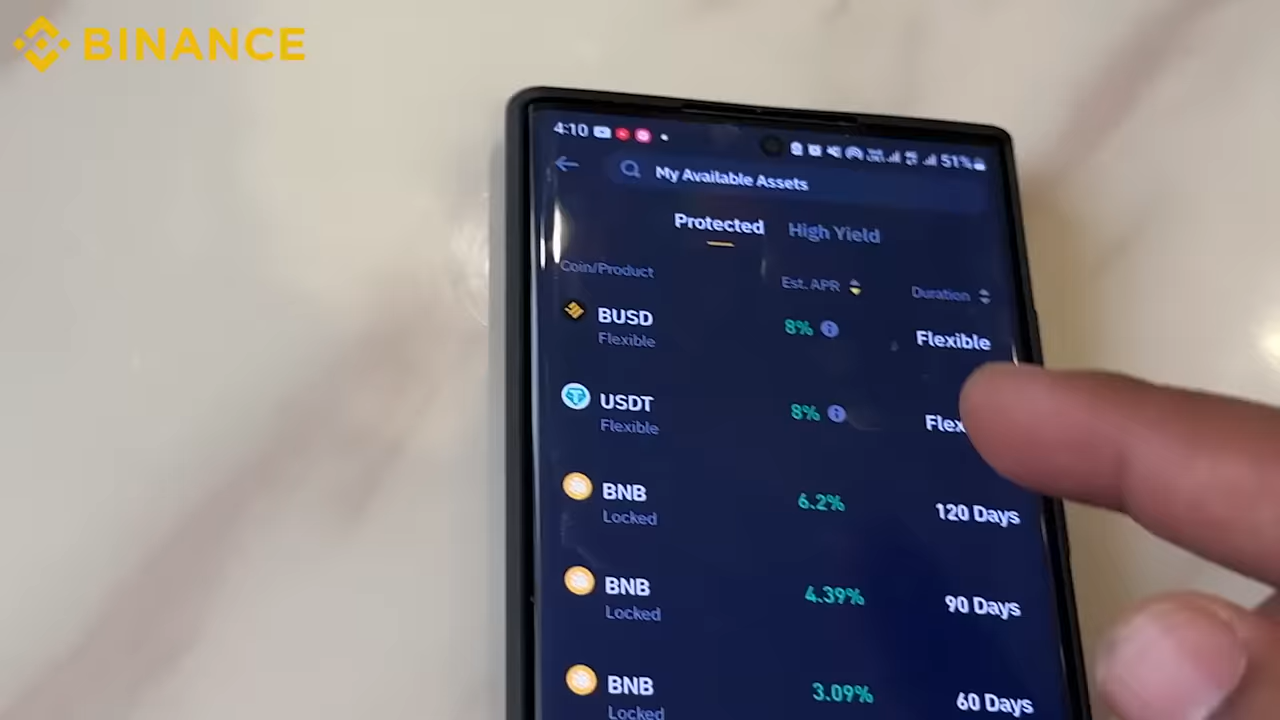 BINANCE
4:10 51%
My Available Assets
Protected High Yield
Coin/Product Est. APR Duration
BUSD 8% Flexible
Flexible
USDT 8% Flex
Flexible
BNB 6.2% 120 Days
Locked
BNB 4.39% 90 Days
Locked
BNB 3.09% 60 Days
Locked